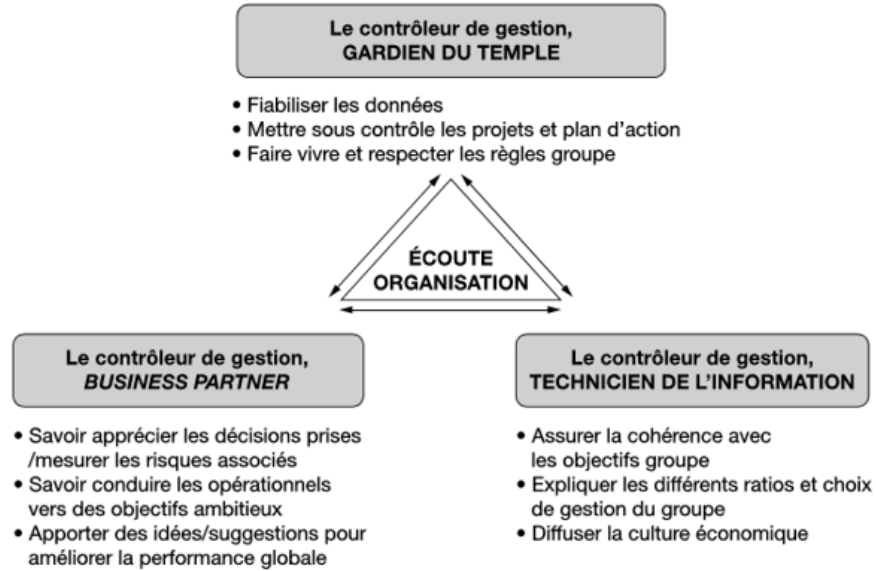 Le contrôleur de gestion,
GARDIEN DU TEMPLE
• Fiabiliser les données
• Mettre sous contrôle les projets et plan d'action
• Faire vivre et respecter les règles groupe
ÉCOUTE
ORGANISATION
Le contrôleur de gestion,
BUSINESS PARTNER
• Savoir apprécier les décisions prises
/mesurer les risques associés
• Savoir conduire les opérationnels
vers des objectifs ambitieux
• Apporter des idées/suggestions pour
améliorer la performance globale
Le contrôleur de gestion,
TECHNICIEN DE L'INFORMATION
• Assurer la cohérence avec
les objectifs groupe
• Expliquer les différents ratios et choix
de gestion du groupe
• Diffuser la culture économique